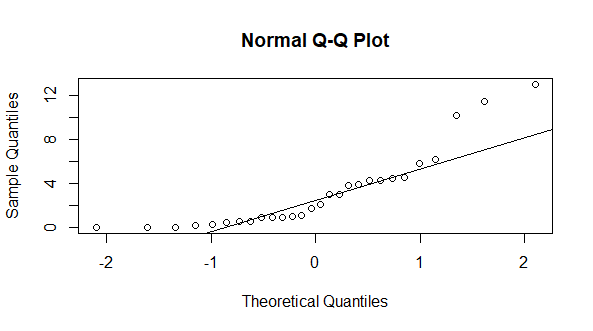 Normal Q-Q Plot
Sample Quantiles
12
8
4
0
-2 -1 0 1 2
Theoretical Quantiles